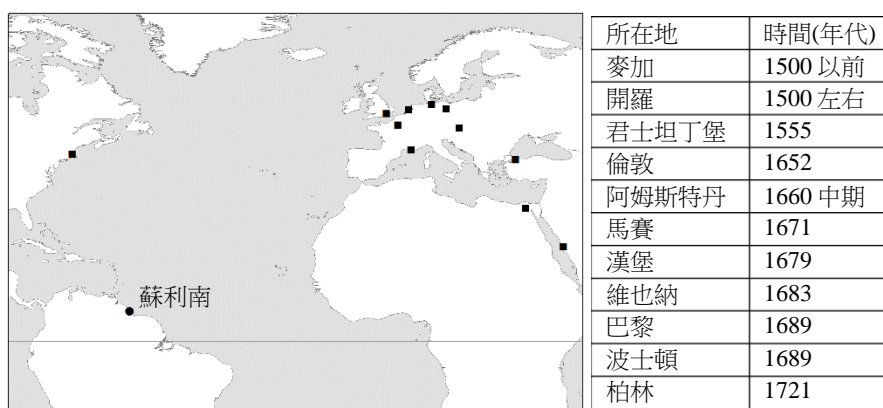 蘇利南
所在地 時間(年代)
麥加 1500 以前
開羅 1500 左右
君士坦丁堡 1555
倫敦 1652
阿姆斯特丹 1660 中期
馬賽 1671
漢堡 1679
維也納 1683
巴黎 1689
波士頓 1689
柏林 1721